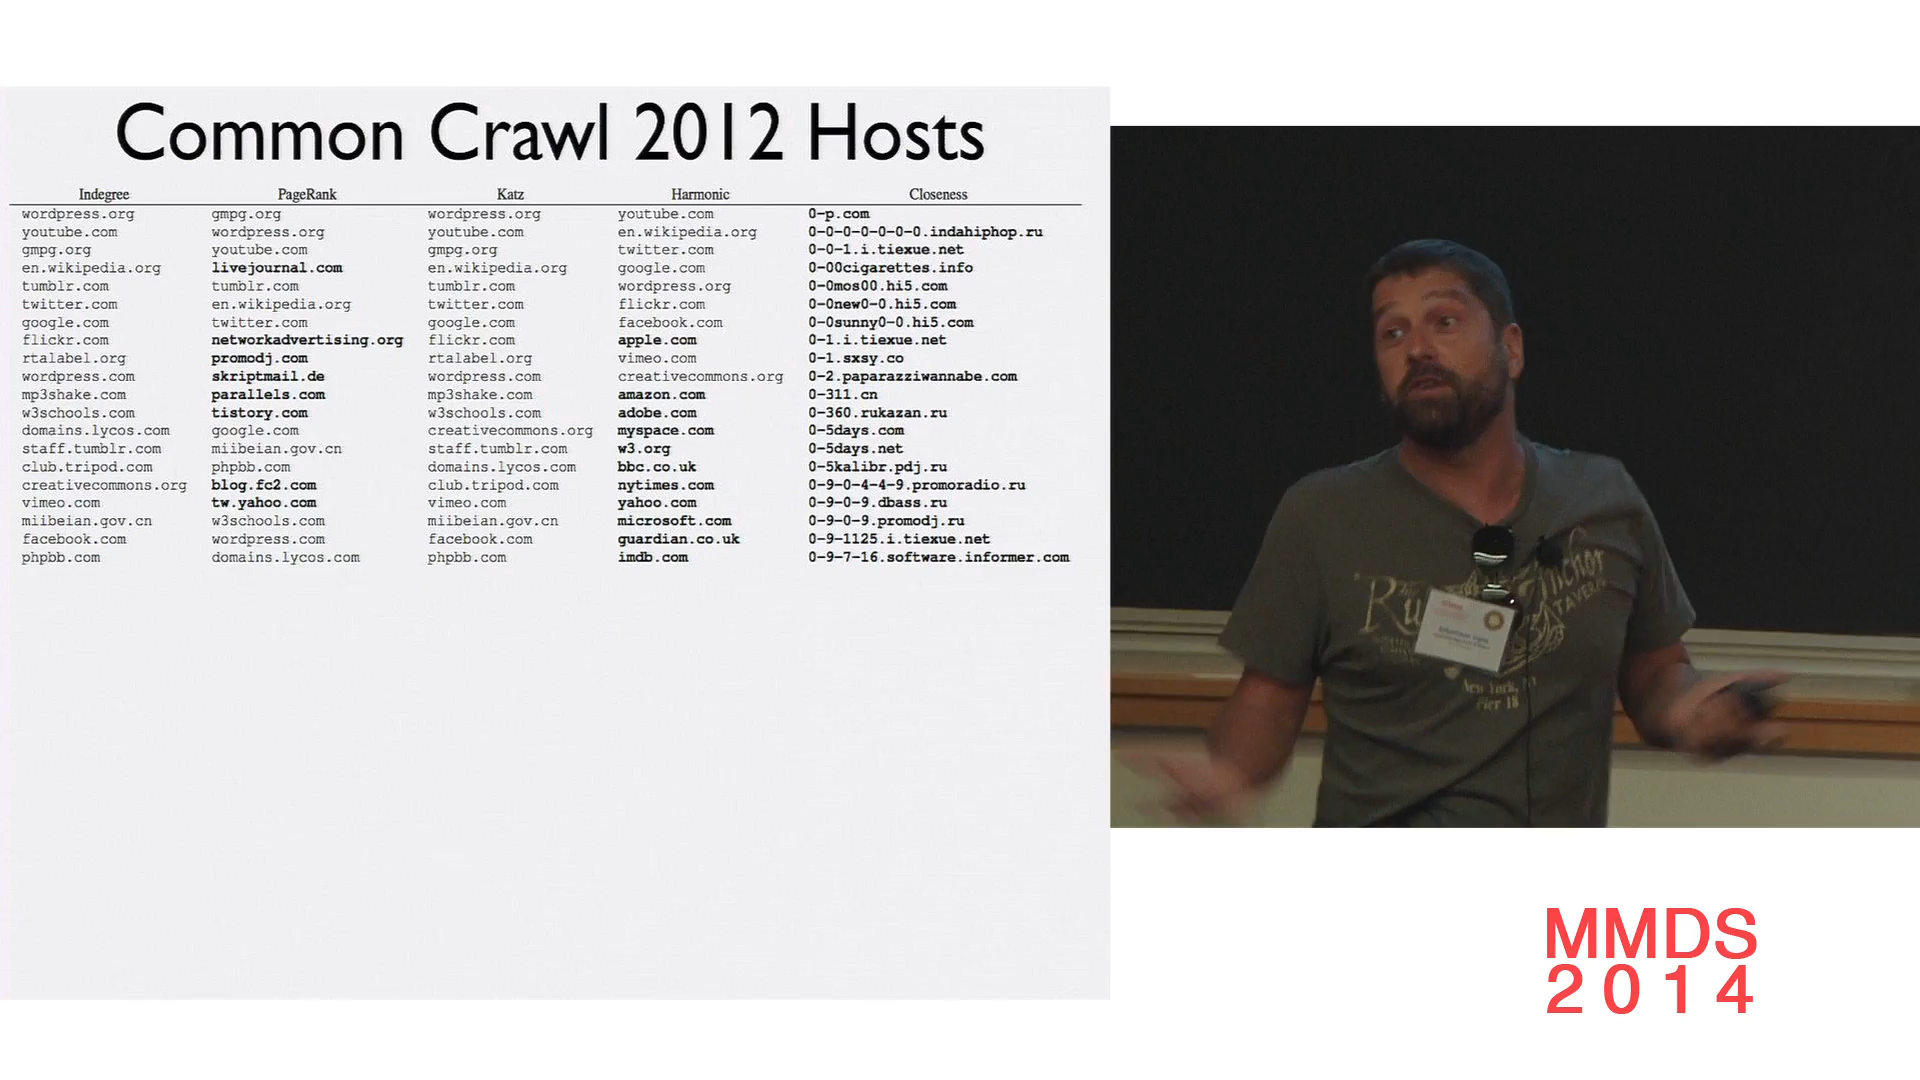 Common Crawl 2012 Hosts
Indegree PageRank Katz Harmonic Closeness
wordpress.org gmpg.org wordpress.org youtube.com 0-p.com
youtube.com wordpress.org youtube.com en.wikipedia.org 0-0-0-0-0-0-0.indahiphop.ru
gmpg.org youtube.com gmpg.org twitter.com 0-0-1.i.tiexue.net
en.wikipedia.org livejournal.com en.wikipedia.org google.com 0-00cigarettes.info
tumblr.com tumblr.com tumblr.com wordpress.org 0-0mos00.hi5.com
twitter.com en.wikipedia.org twitter.com flickr.com 0-0new0-0.hi5.com
google.com twitter.com google.com facebook.com 0-0sunny0-0.hi5.com
flickr.com networkadvertising.org flickr.com apple.com 0-1.i.tiexue.net
rtalabel.org promodj.com rtalabel.org vimeo.com 0-1.sxsy.co
wordpress.com skriptmail.de wordpress.com creativecommons.org 0-2.paparazziwannabe.com
mp3shake.com parallels.com mp3shake.com amazon.com 0-311.cn
w3schools.com tistory.com w3schools.com adobe.com 0-360.rukazan.ru
domains.lycos.com google.com creativecommons.org myspace.com 0-5days.com
staff.tumblr.com miibeian.gov.cn staff.tumblr.com w3.org 0-5days.net
club.tripod.com phpbb.com domains.lycos.com bbc.co.uk 0-5kalibr.pdj.ru
creativecommons.org blog.fc2.com club.tripod.com nytimes.com 0-9-0-4-4-9.promoradio.ru
vimeo.com tw.yahoo.com vimeo.com yahoo.com 0-9-0-9.dbass.ru
miibeian.gov.cn w3schools.com miibeian.gov.cn microsoft.com 0-9-0-9.promodj.ru
facebook.com wordpress.com facebook.com guardian.co.uk 0-9-1125.i.tiexue.net
phpbb.com domains.lycos.com phpbb.com imdb.com 0-9-7-16.software.informer.com
TAVER
New York,
Pier 18
MMDS
2014